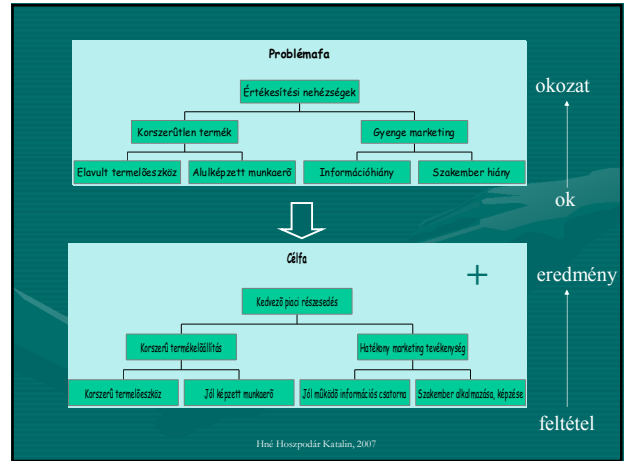 Problémafa
Értékesítési nehézségek
okozat
Korszerűtlen termék
Gyenge marketing
Elavult termelőeszköz
Alulképzett munkaerő
Információhiány
Szakember hiány
ok
Célfa
+
eredmény
Kedvező piaci részesedés
Korszerű termékelőállítás
Hatékony marketing tevékenység
Korszerű termelőeszköz
Jól képzett munkaerő
Jól működő információs csatorna
Szakember alkalmazása, képzése
feltétel
Hné Hoszpodár Katalin, 2007